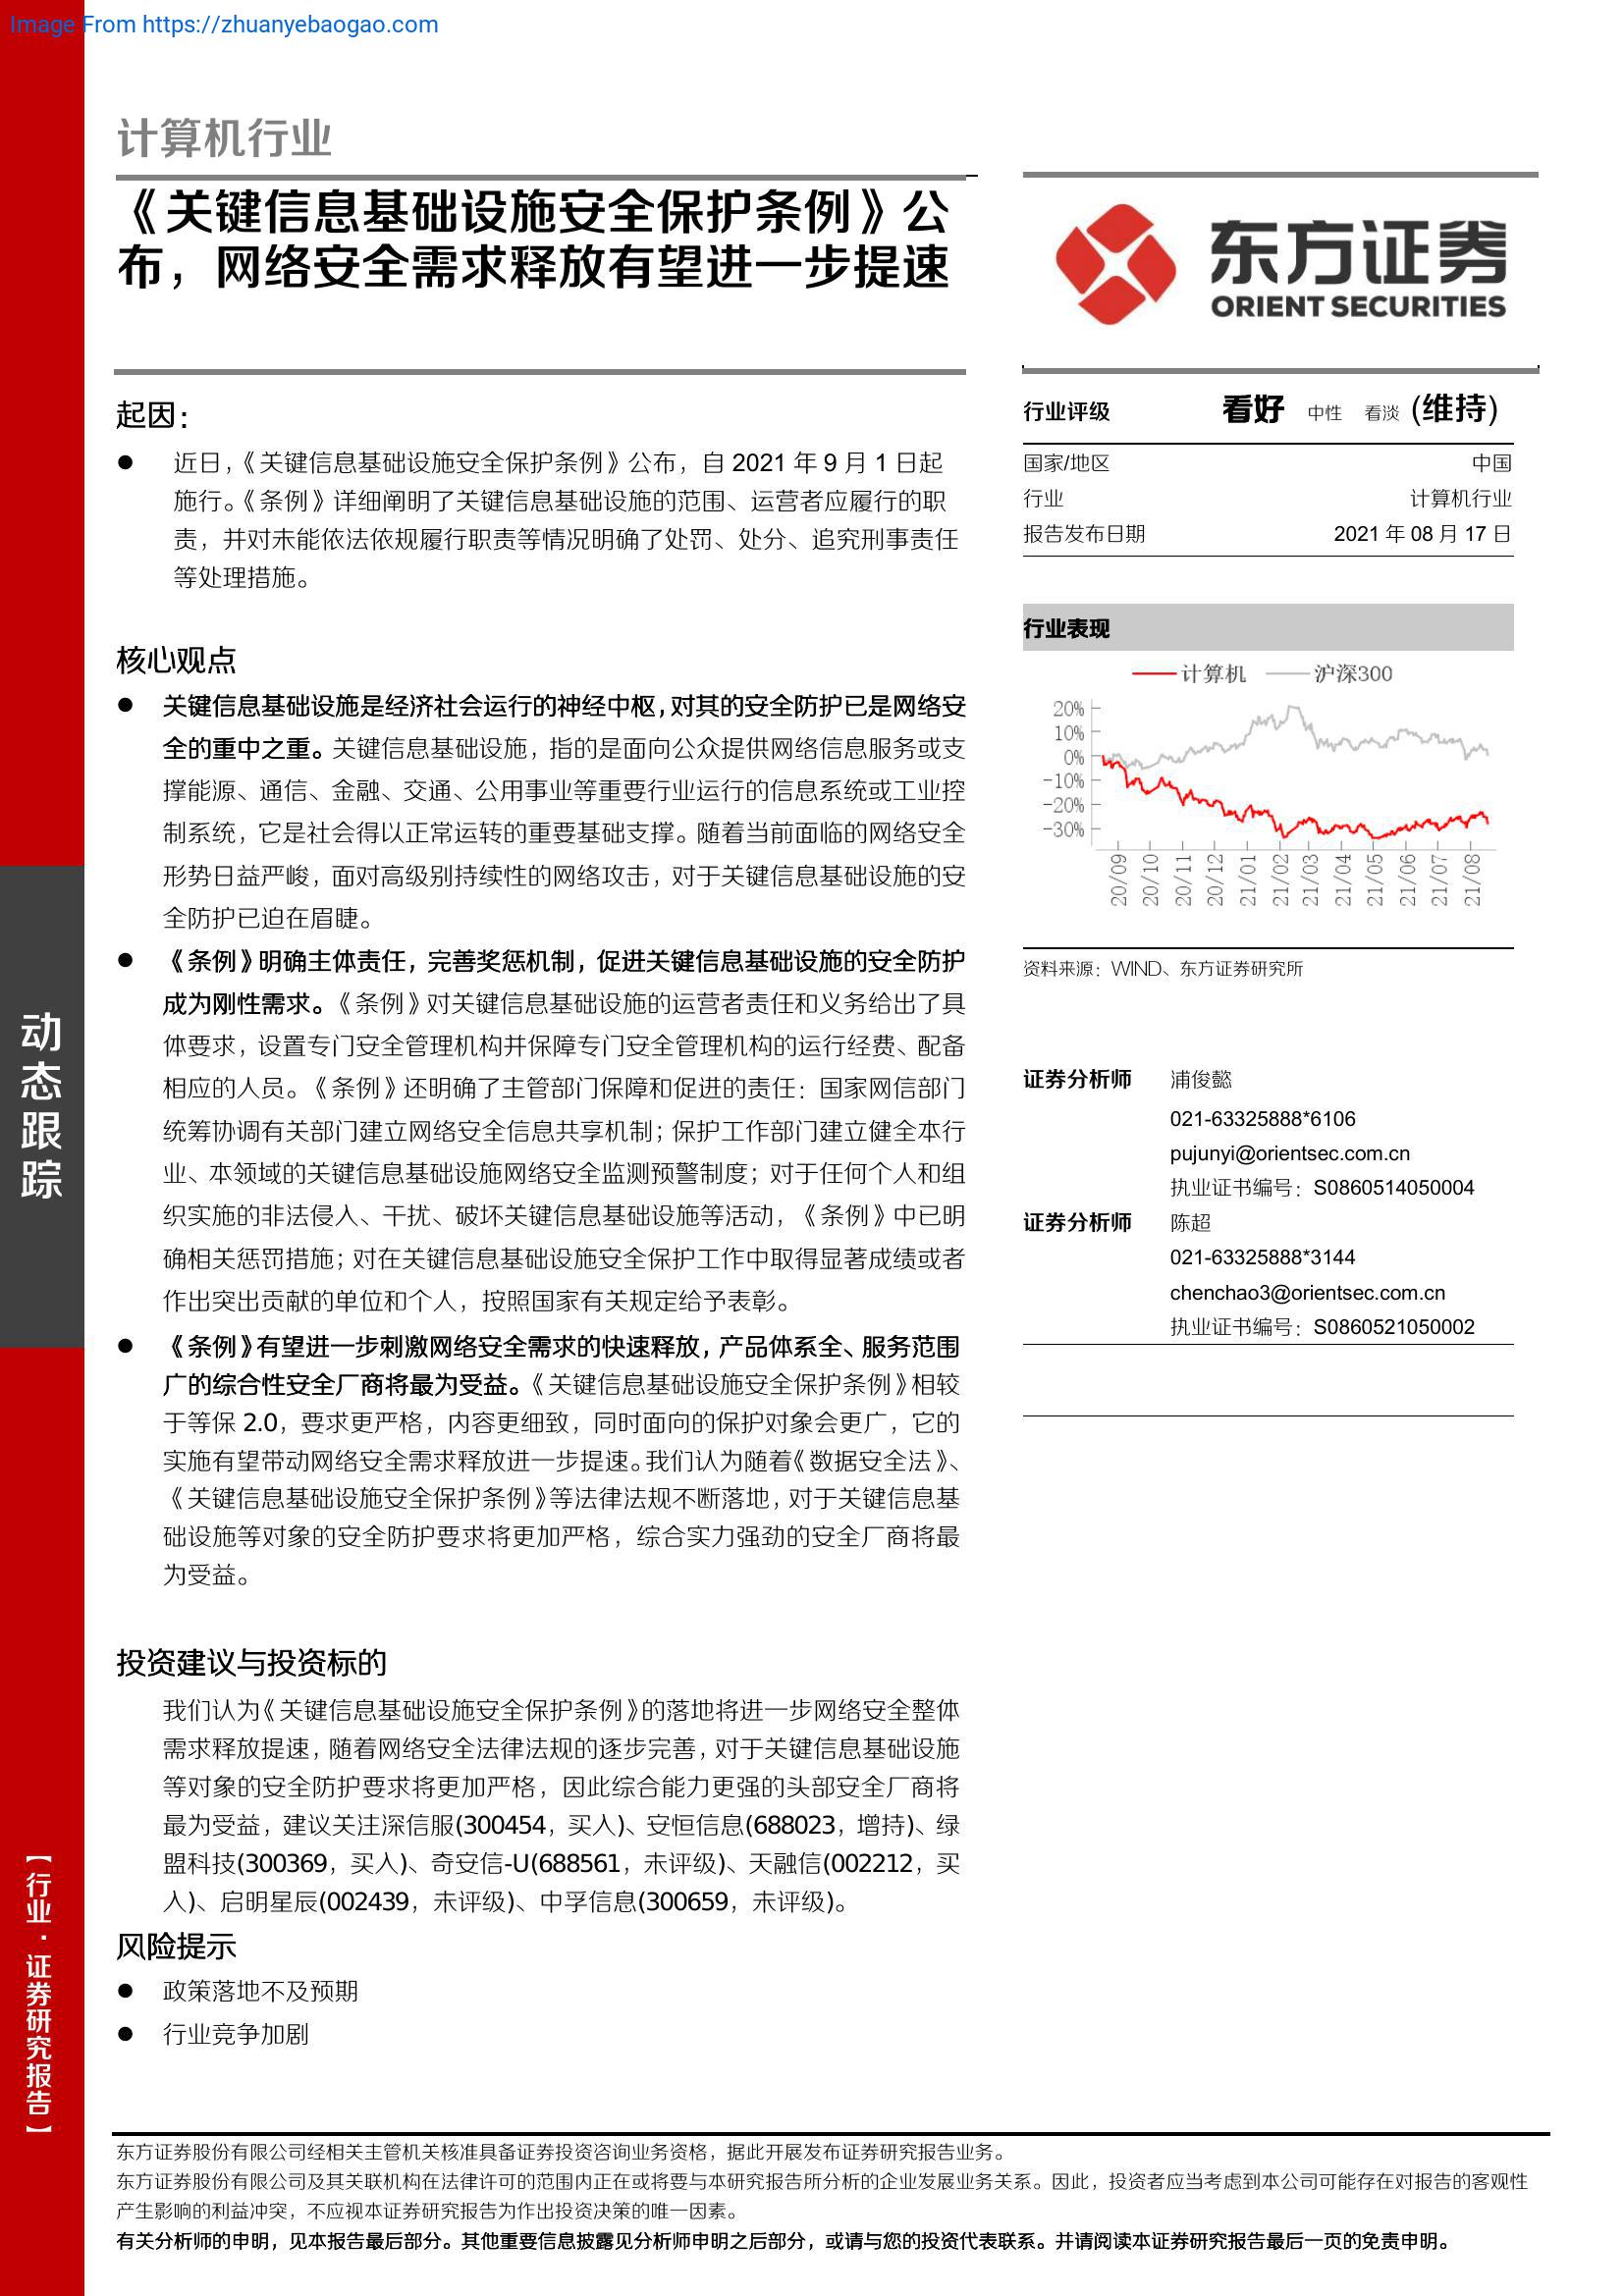 Image From https://zhuanyebaogao.com
计算机行业
《关键信息基础设施安全保护条例》公
布，网络安全需求释放有望进一步提速
起因：
● 近日，《关键信息基础设施安全保护条例》公布，自 2021 年 9 月 1 日起
施行。《条例》详细阐明了关键信息基础设施的范围、运营者应履行的职
责，并对未能依法依规履行职责等情况明确了处罚、处分、追究刑事责任
等处理措施。
核心观点
● 关键信息基础设施是经济社会运行的神经中枢，对其的安全防护已是网络安
全的重中之重。关键信息基础设施，指的是面向公众提供网络信息服务或支
撑能源、通信、金融、交通、公用事业等重要行业运行的信息系统或工业控
制系统，它是社会得以正常运转的重要基础支撑。随着当前面临的网络安全
形势日益严峻，面对高级别持续性的网络攻击，对于关键信息基础设施的安
全防护已迫在眉睫。
● 《条例》明确主体责任，完善奖惩机制，促进关键信息基础设施的安全防护
成为刚性需求。《条例》对关键信息基础设施的运营者责任和义务给出了具
体要求，设置专门安全管理机构并保障专门安全管理机构的运行经费、配备
相应的人员。《条例》还明确了主管部门保障和促进的责任：国家网信部门
统筹协调有关部门建立网络安全信息共享机制；保护工作部门建立健全本行
业、本领域的关键信息基础设施网络安全监测预警制度；对于任何个人和组
织实施的非法侵入、干扰、破坏关键信息基础设施等活动，《条例》中已明
确相关惩罚措施；对在关键信息基础设施安全保护工作中取得显著成绩或者
作出突出贡献的单位和个人，按照国家有关规定给予表彰。
● 《条例》有望进一步刺激网络安全需求的快速释放，产品体系全、服务范围
广的综合性安全厂商将最为受益。《关键信息基础设施安全保护条例》相较
于等保 2.0，要求更严格，内容更细致，同时面向的保护对象会更广，它的
实施有望带动网络安全需求释放进一步提速。我们认为随着《数据安全法》、
《关键信息基础设施安全保护条例》等法律法规不断落地，对于关键信息基
础设施等对象的安全防护要求将更加严格，综合实力强劲的安全厂商将最
为受益。
投资建议与投资标的
我们认为《关键信息基础设施安全保护条例》的落地将进一步网络安全整体
需求释放提速，随着网络安全法律法规的逐步完善，对于关键信息基础设施
等对象的安全防护要求将更加严格，因此综合能力更强的头部安全厂商将
最为受益，建议关注深信服(300454，买入)、安恒信息(688023，增持)、绿
盟科技(300369，买入)、奇安信-U(688561，未评级)、天融信(002212，买
入)、启明星辰(002439，未评级)、中孚信息(300659，未评级)。
风险提示
● 政策落地不及预期
● 行业竞争加剧
东方证券
ORIENT SECURITIES
行业评级 看好 中性 看淡 (维持)
国家/地区 中国
行业 计算机行业
报告发布日期 2021 年 08 月 17 日
行业表现
计算机 沪深300
20%
10%
0%
-10%
-20%
-30%
20/09
20/10
20/11
20/12
21/01
21/02
21/03
21/04
21/05
21/06
21/07
21/08
资料来源：WIND、东方证券研究所
证券分析师 浦俊懿
021-63325888*6106
pujunyi@orientsec.com.cn
执业证书编号：S0860514050004
证券分析师 陈超
021-63325888*3144
chenchao3@orientsec.com.cn
执业证书编号：S0860521050002
动态跟踪
【行业·证券研究报告】
东方证券股份有限公司经相关主管机关核准具备证券投资咨询业务资格，据此开展发布证券研究报告业务。
东方证券股份有限公司及其关联机构在法律许可的范围内正在或将要与本研究报告所分析的企业发展业务关系。因此，投资者应当考虑到本公司可能存在对报告的客观性
产生影响的利益冲突，不应视本证券研究报告为作出投资决策的唯一因素。
有关分析师的申明，见本报告最后部分。其他重要信息披露见分析师申明之后部分，或请与您的投资代表联系。并请阅读本证券研究报告最后一页的免责申明。